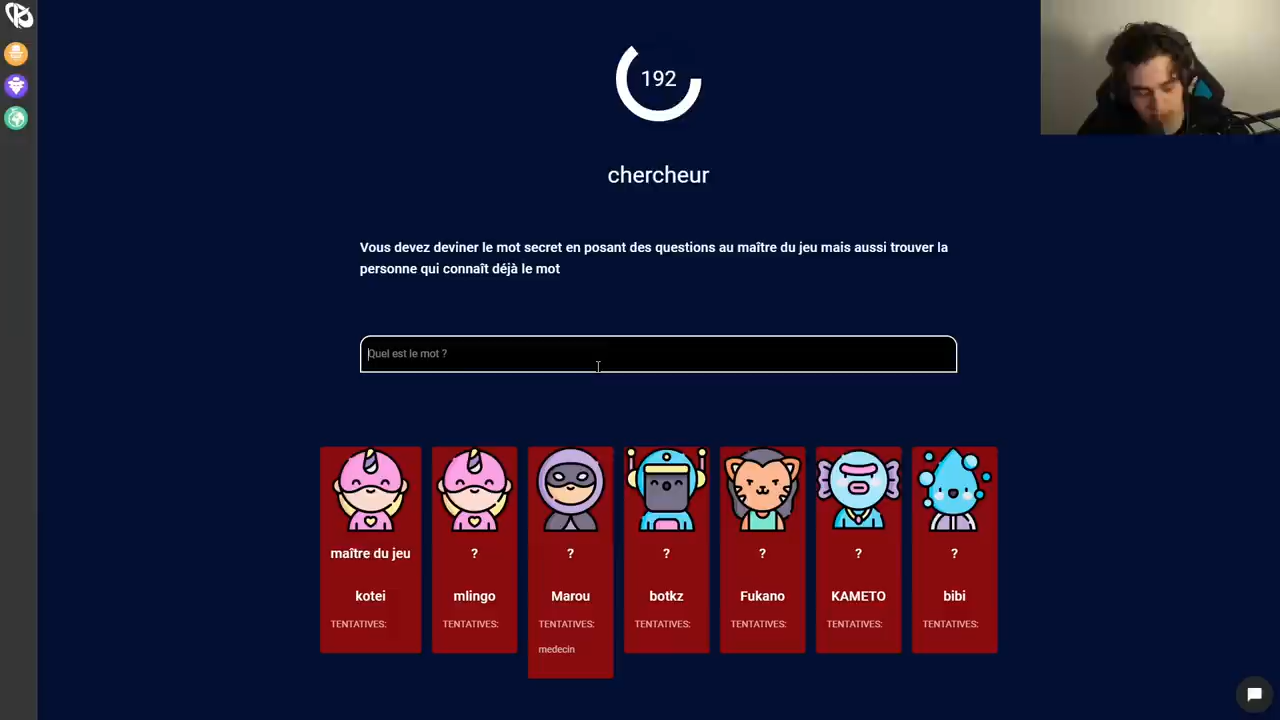 192
chercheur
Vous devez deviner le mot secret en posant des questions au maître du jeu mais aussi trouver la
personne qui connaît déjà le mot
Quel est le mot ?
maître du jeu ? ? ? ? ? ?
kotei mlingo Marou botkz Fukano KAMETO bibi
TENTATIVES: TENTATIVES: TENTATIVES: TENTATIVES: TENTATIVES: TENTATIVES: TENTATIVES:
medecin